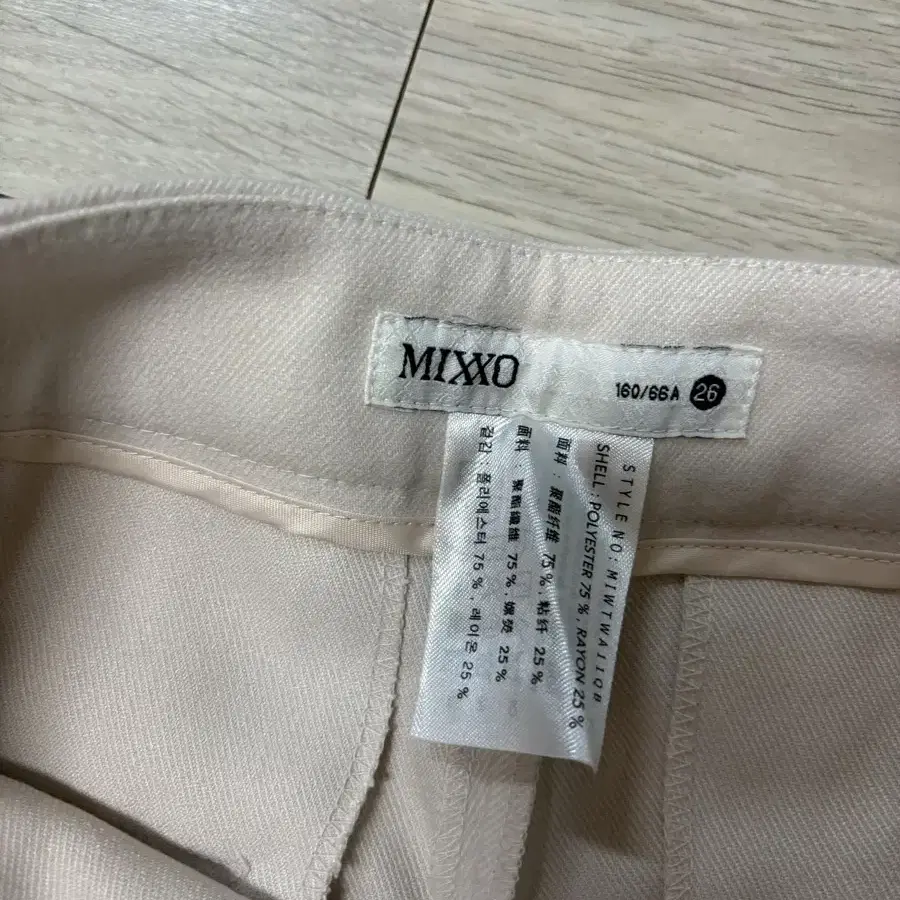 MIXXO
160/66A 26
STYLE NO: MIWTWA11QB
SHELL : POLYESTER 75 %, RAYON 25 %
面料 : 聚酯纤维 75 %, 粘纤 25 %
面料 : 聚酯纖維 75 %, 嫘熒 25 %
겉감 : 폴리에스터 75 %, 레이온 25 %